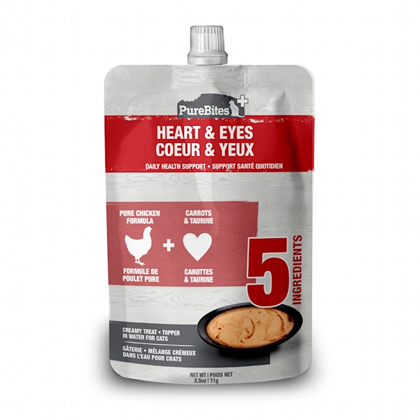 PureBites+
HEART & EYES
COEUR & YEUX
DAILY HEALTH SUPPORT • SUPPORT SANTÉ QUOTIDIEN
PURE CHICKEN
FORMULA
CARROTS
& TAURINE
+
FORMULE DE
POULET PURE
CAROTTES
& TAURINE
5
INGREDIENTS
CREAMY TREAT • TOPPER
IN WATER FOR CATS
GÂTERIE • MÉLANGE CRÉMEUX
DANS L'EAU POUR CHATS
NET WT | POIDS NET
2.5oz | 71g